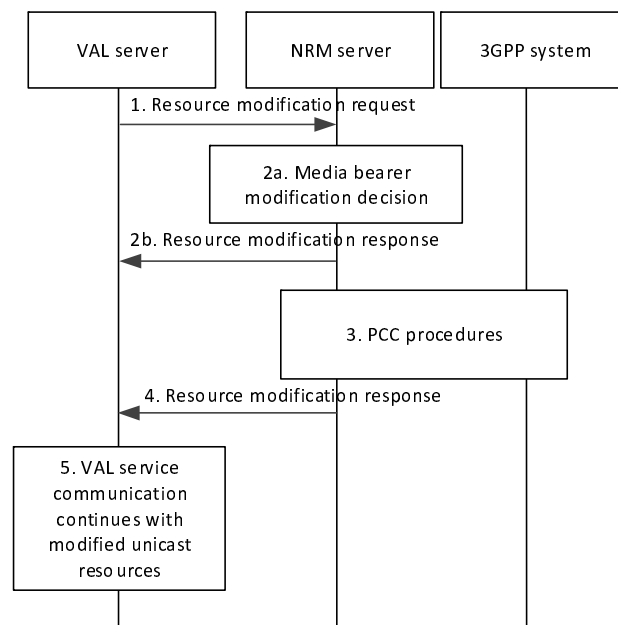 VAL server
NRM server
3GPP system
1. Resource modification request
2a. Media bearer
modification decision
2b. Resource modification response
3. PCC procedures
4. Resource modification response
5. VAL service
communication
continues with
modified unicast
resources